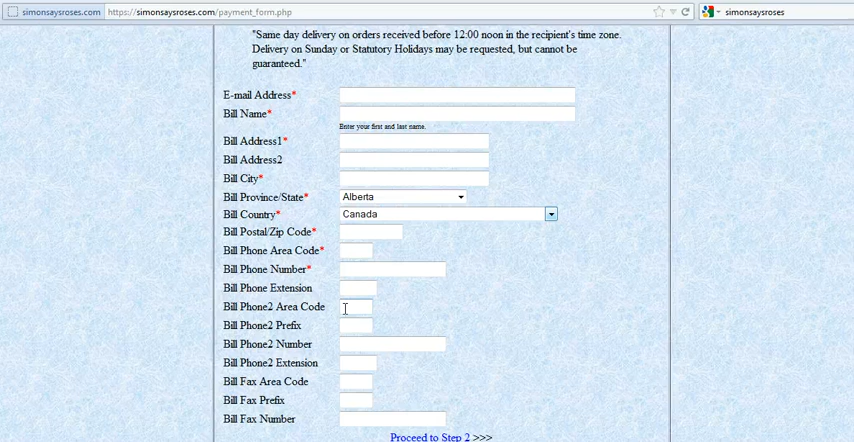 simonsaysroses.com https://simonsaysroses.com/payment_form.php simonsaysroses
"Same day delivery on orders received before 12:00 noon in the recipient's time zone.
Delivery on Sunday or Statutory Holidays may be requested, but cannot be
guaranteed."
E-mail Address*
Bill Name*
Enter your first and last name.
Bill Address1*
Bill Address2
Bill City*
Bill Province/State* Alberta
Bill Country* Canada
Bill Postal/Zip Code*
Bill Phone Area Code*
Bill Phone Number*
Bill Phone Extension
Bill Phone2 Area Code
Bill Phone2 Prefix
Bill Phone2 Number
Bill Phone2 Extension
Bill Fax Area Code
Bill Fax Prefix
Bill Fax Number
Proceed to Step 2 >>>